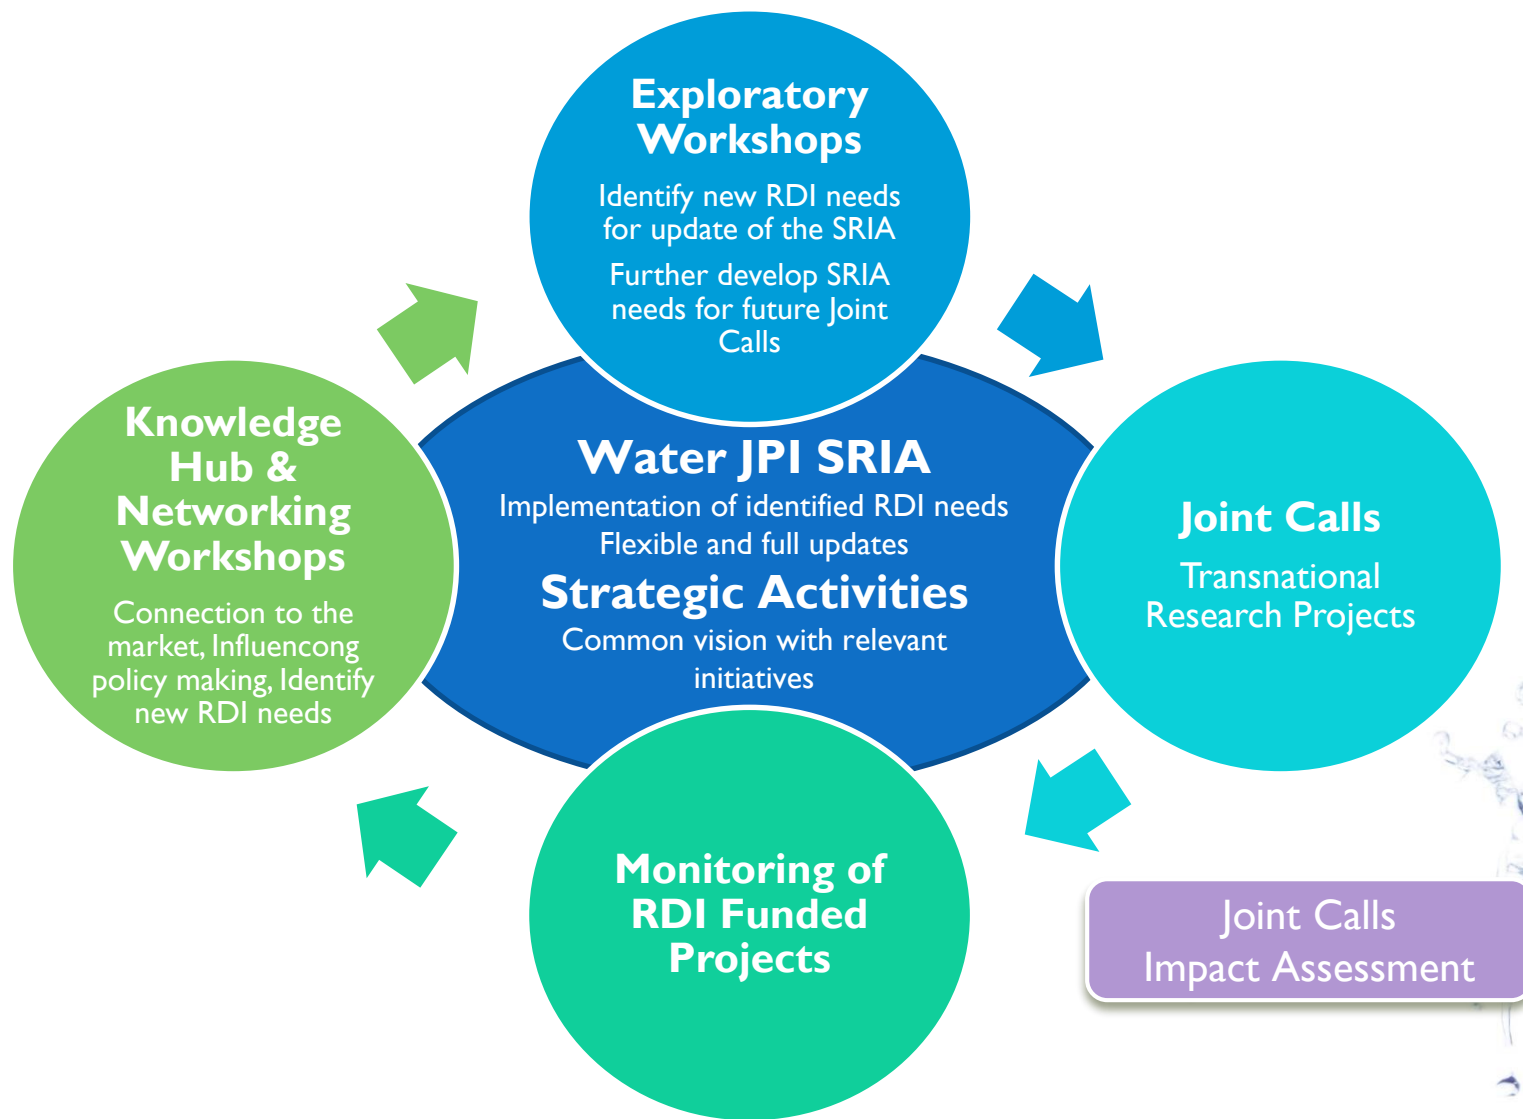 Exploratory
Workshops
Identify new RDI needs
for update of the SRIA
Further develop SRIA
needs for future Joint
Calls
Knowledge
Hub &
Networking
Workshops
Connection to the
market, Influencong
policy making, Identify
new RDI needs
Water JPI SRIA
Implementation of identified RDI needs
Flexible and full updates
Strategic Activities
Common vision with relevant
initiatives
Joint Calls
Transnational
Research Projects
Monitoring of
RDI Funded
Projects
Joint Calls
Impact Assessment